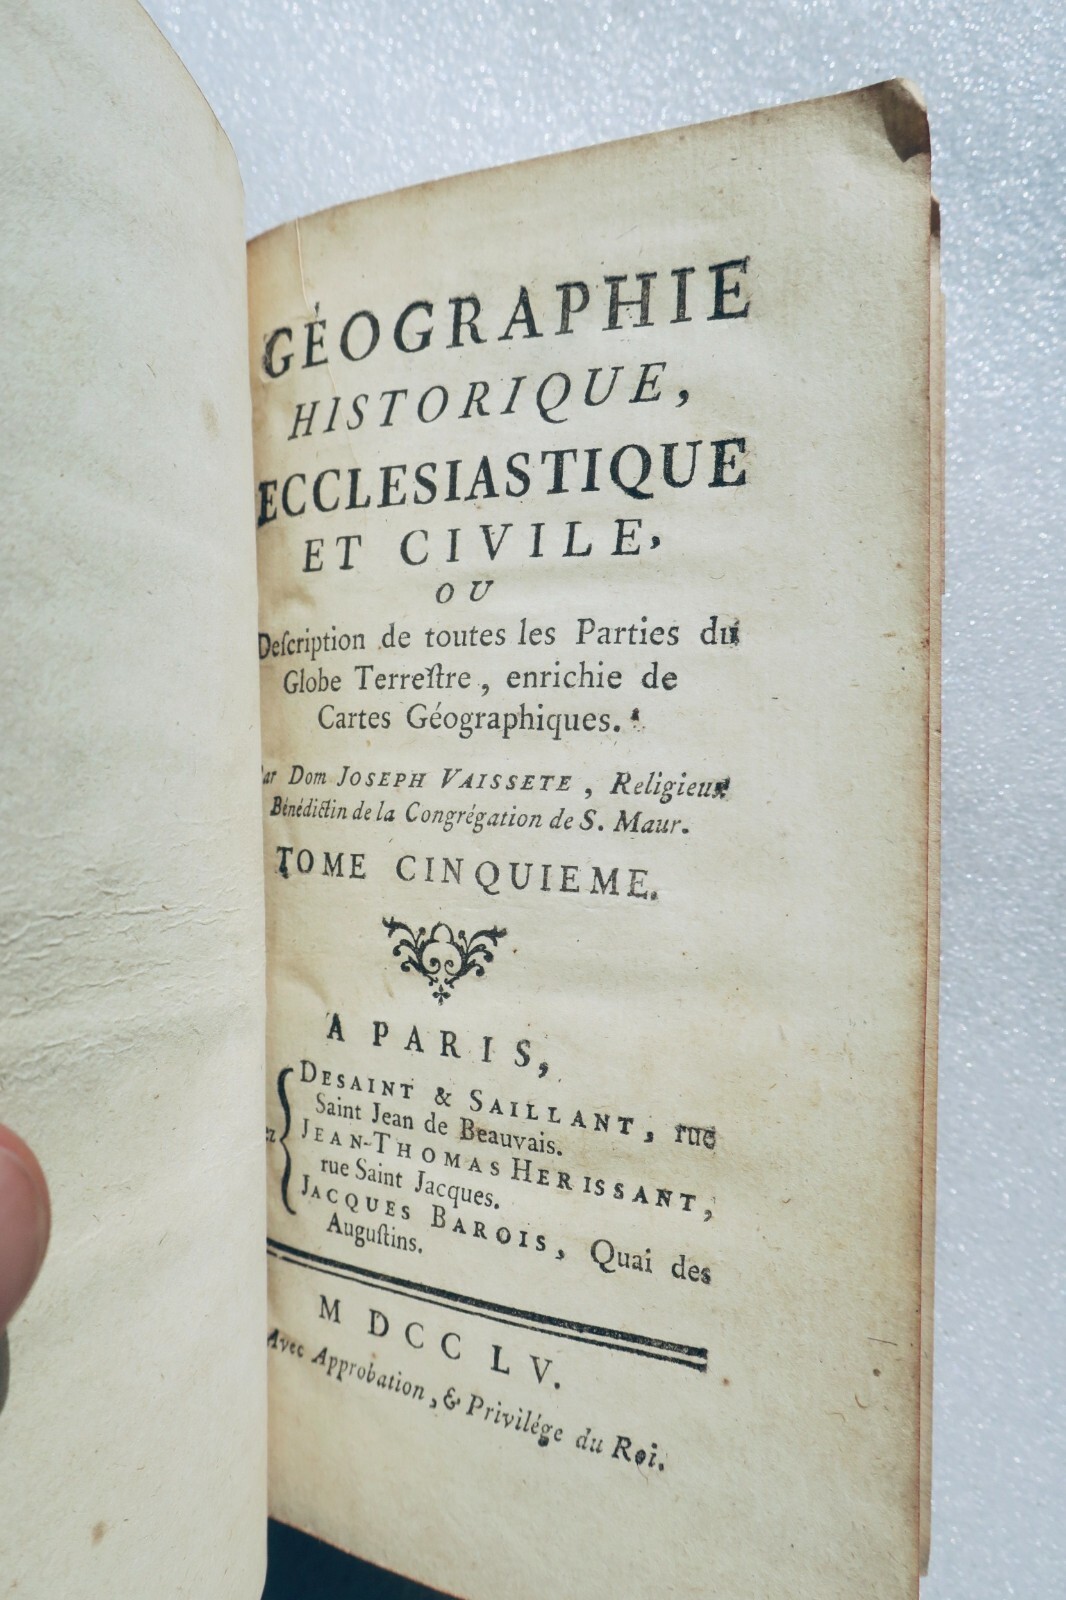 GÉOGRAPHIE
HISTORIQUE,
ECCLESIASTIQUE
ET CIVILE,
OU
Deſcription de toutes les Parties du
Globe Terreſtre, enrichie de
Cartes Géographiques.
Par Dom JOSEPH VAISSETE, Religieux
Bénédictin de la Congrégation de S. Maur.
TOME CINQUIEME.
A PARIS,
DESAINT & SAILLANT, rue
Saint Jean de Beauvais.
JEAN-THOMAS HERISSANT,
rue Saint Jacques.
JACQUES BAROIS, Quai des
Auguſtins.
M DCC LV.
Avec Approbation, & Privilége du Roi.